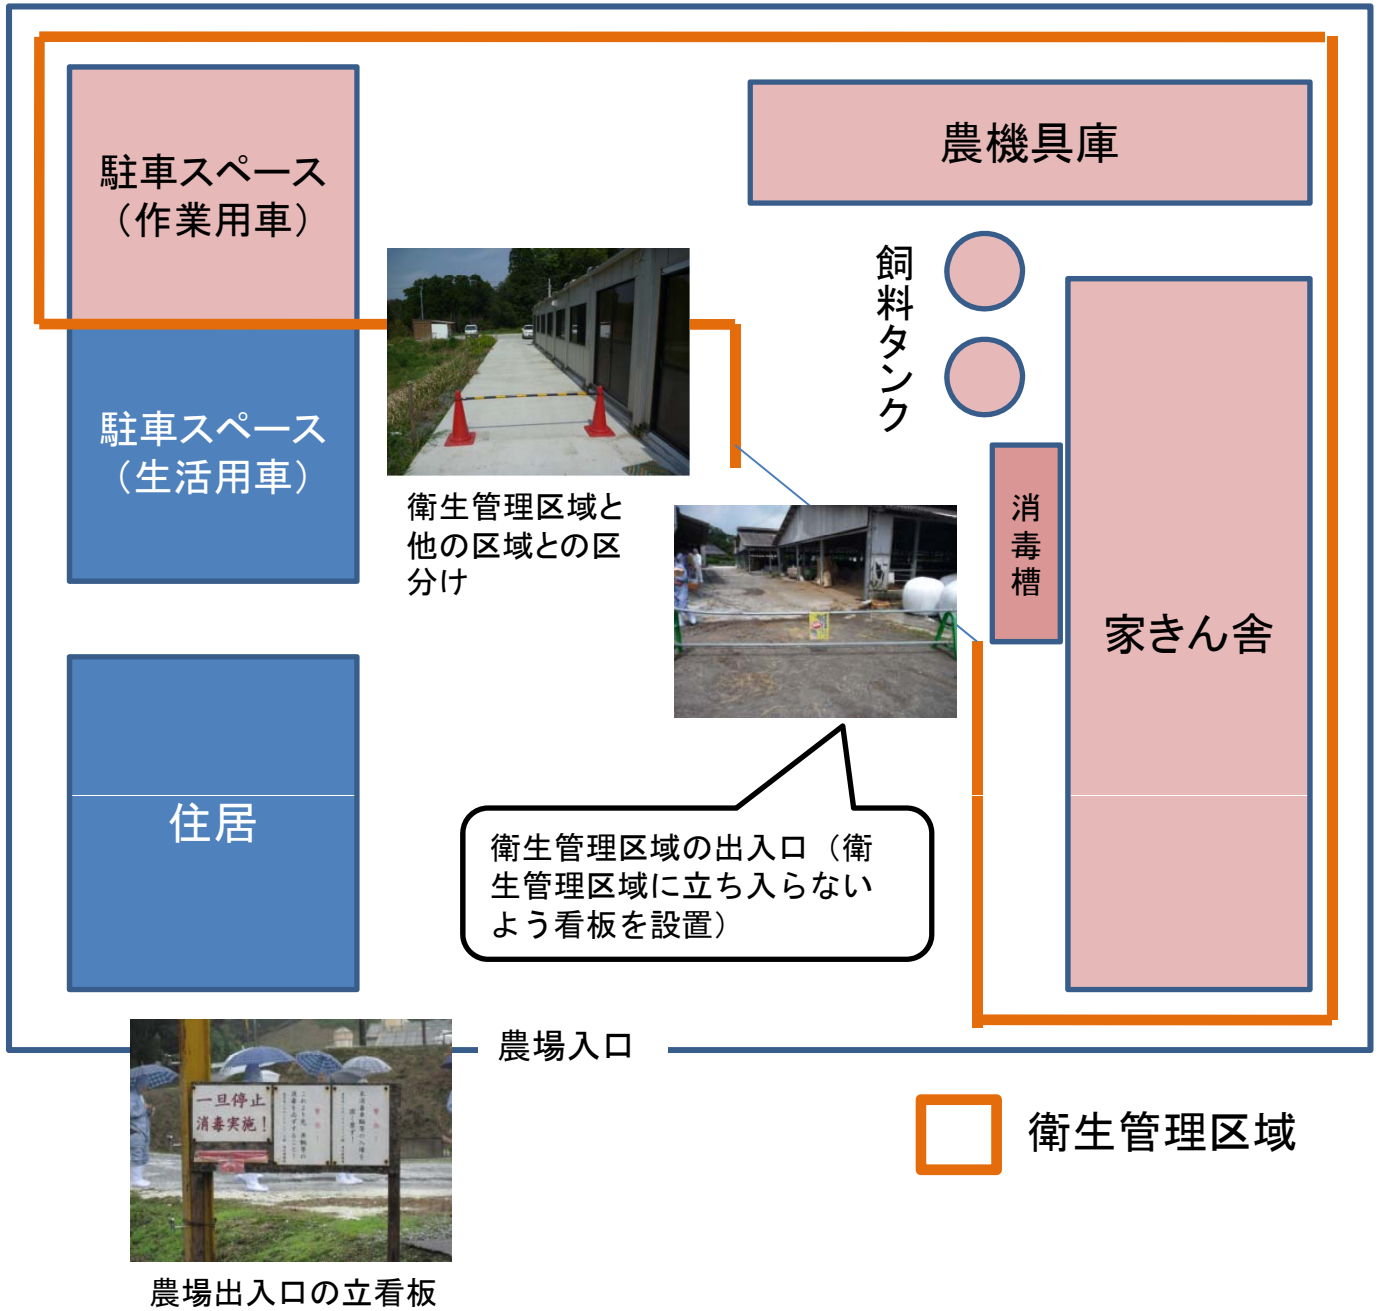 駐車スペース
（作業用車）
農機具庫
飼料タンク
駐車スペース
（生活用車）
衛生管理区域と
他の区域との区
分け
消毒槽
家きん舎
住居
衛生管理区域の出入口（衛
生管理区域に立ち入らない
よう看板を設置）
農場入口
一旦停止
消毒実施！
衛生管理区域
農場出入口の立看板